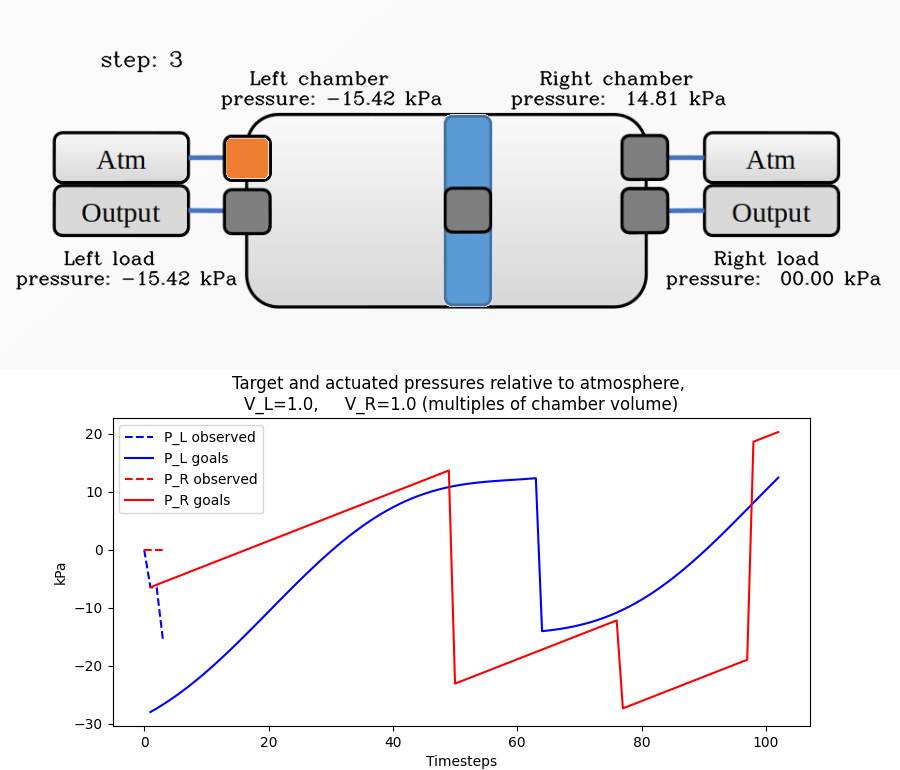 step: 3
Left chamber
pressure: −15.42 kPa
Right chamber
pressure: 14.81 kPa
Atm
Output
Atm
Output
Left load
pressure: −15.42 kPa
Right load
pressure: 00.00 kPa
Target and actuated pressures relative to atmosphere,
V_L=1.0, V_R=1.0 (multiples of chamber volume)
P_L observed
P_L goals
P_R observed
P_R goals
kPa
20
10
0
−10
−20
−30
0 20 40 60 80 100
Timesteps